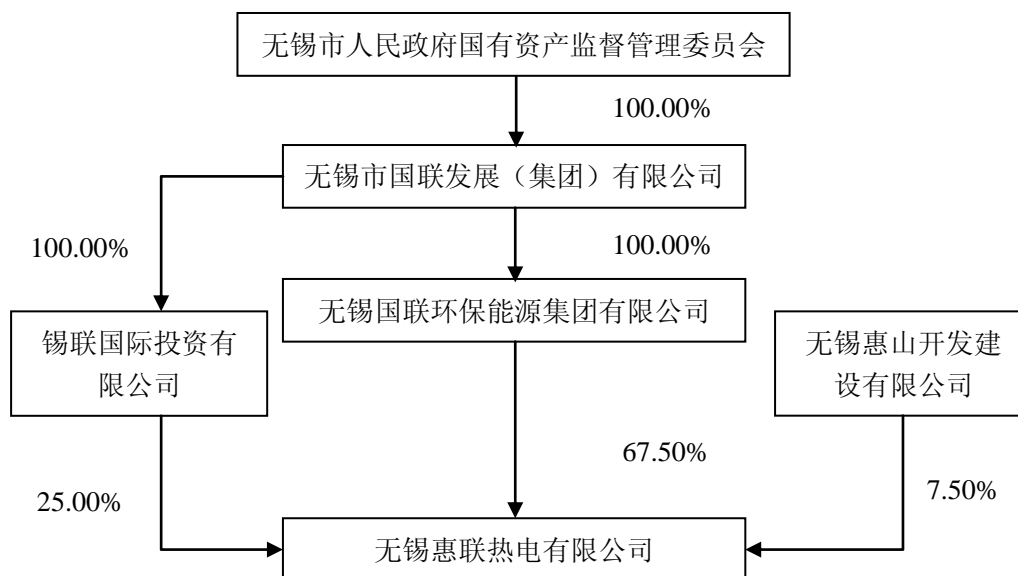 无锡市人民政府国有资产监督管理委员会
100.00%
无锡市国联发展（集团）有限公司
100.00%
100.00%
无锡国联环保能源集团有限公司
锡联国际投资有
限公司
无锡惠山开发建
设有限公司
67.50%
25.00%
7.50%
无锡惠联热电有限公司